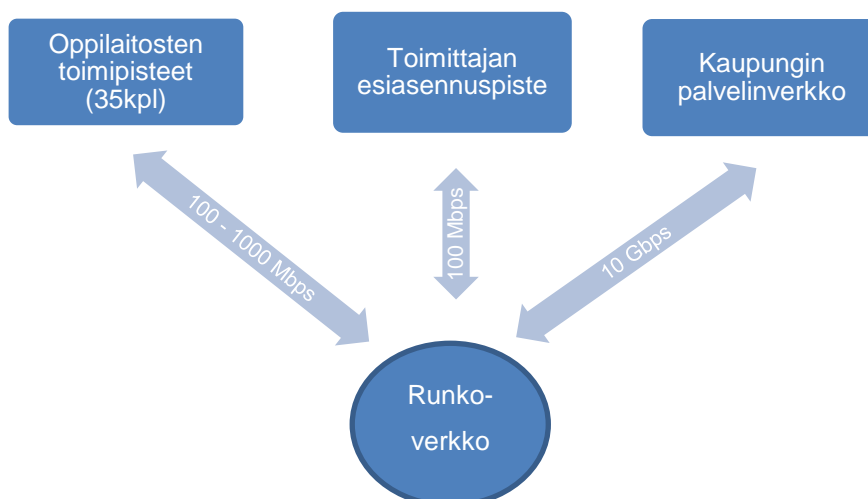 Oppilaitosten
toimipisteet
(35kpl)
Toimittajan
esiasennuspiste
Kaupungin
palvelinverkko
100 - 1000 Mbps
100 Mbps
10 Gbps
Runko-
verkko